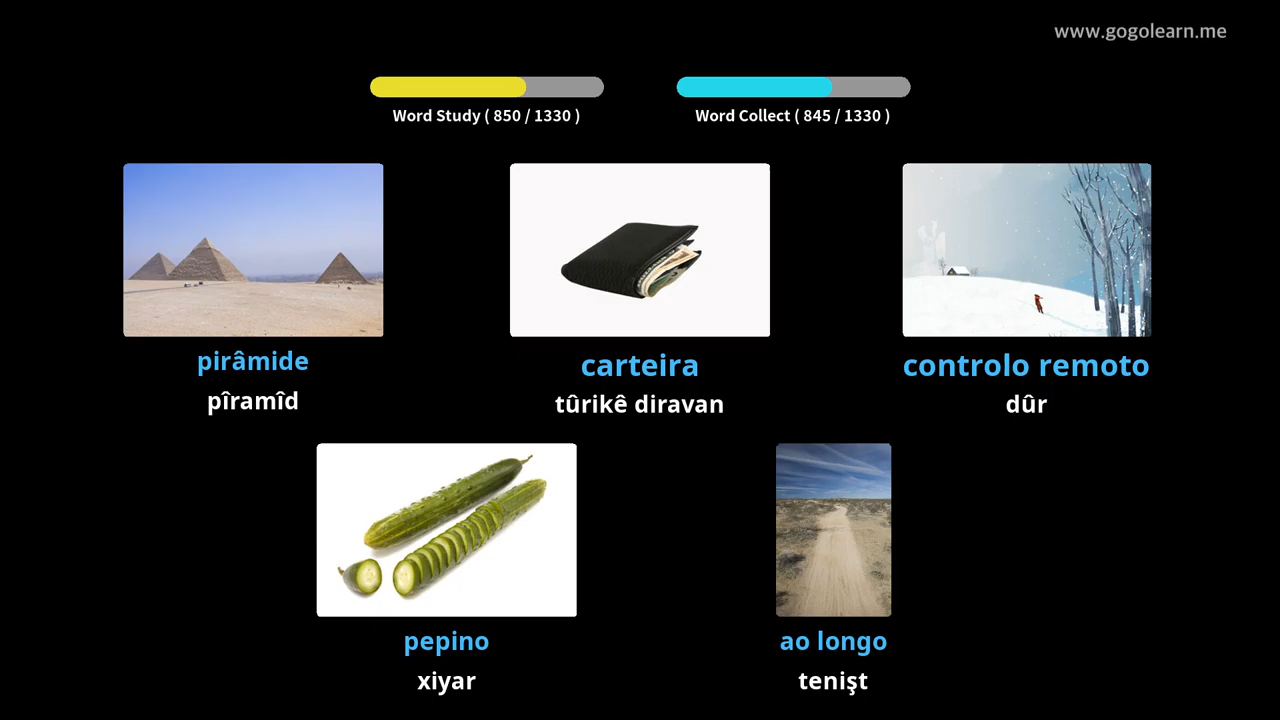 www.gogolearn.me
Word Study ( 850 / 1330 )
Word Collect ( 845 / 1330 )
pirâmide
pîramîd
carteira
tûrikê diravan
controlo remoto
dûr
pepino
xiyar
ao longo
tenişt